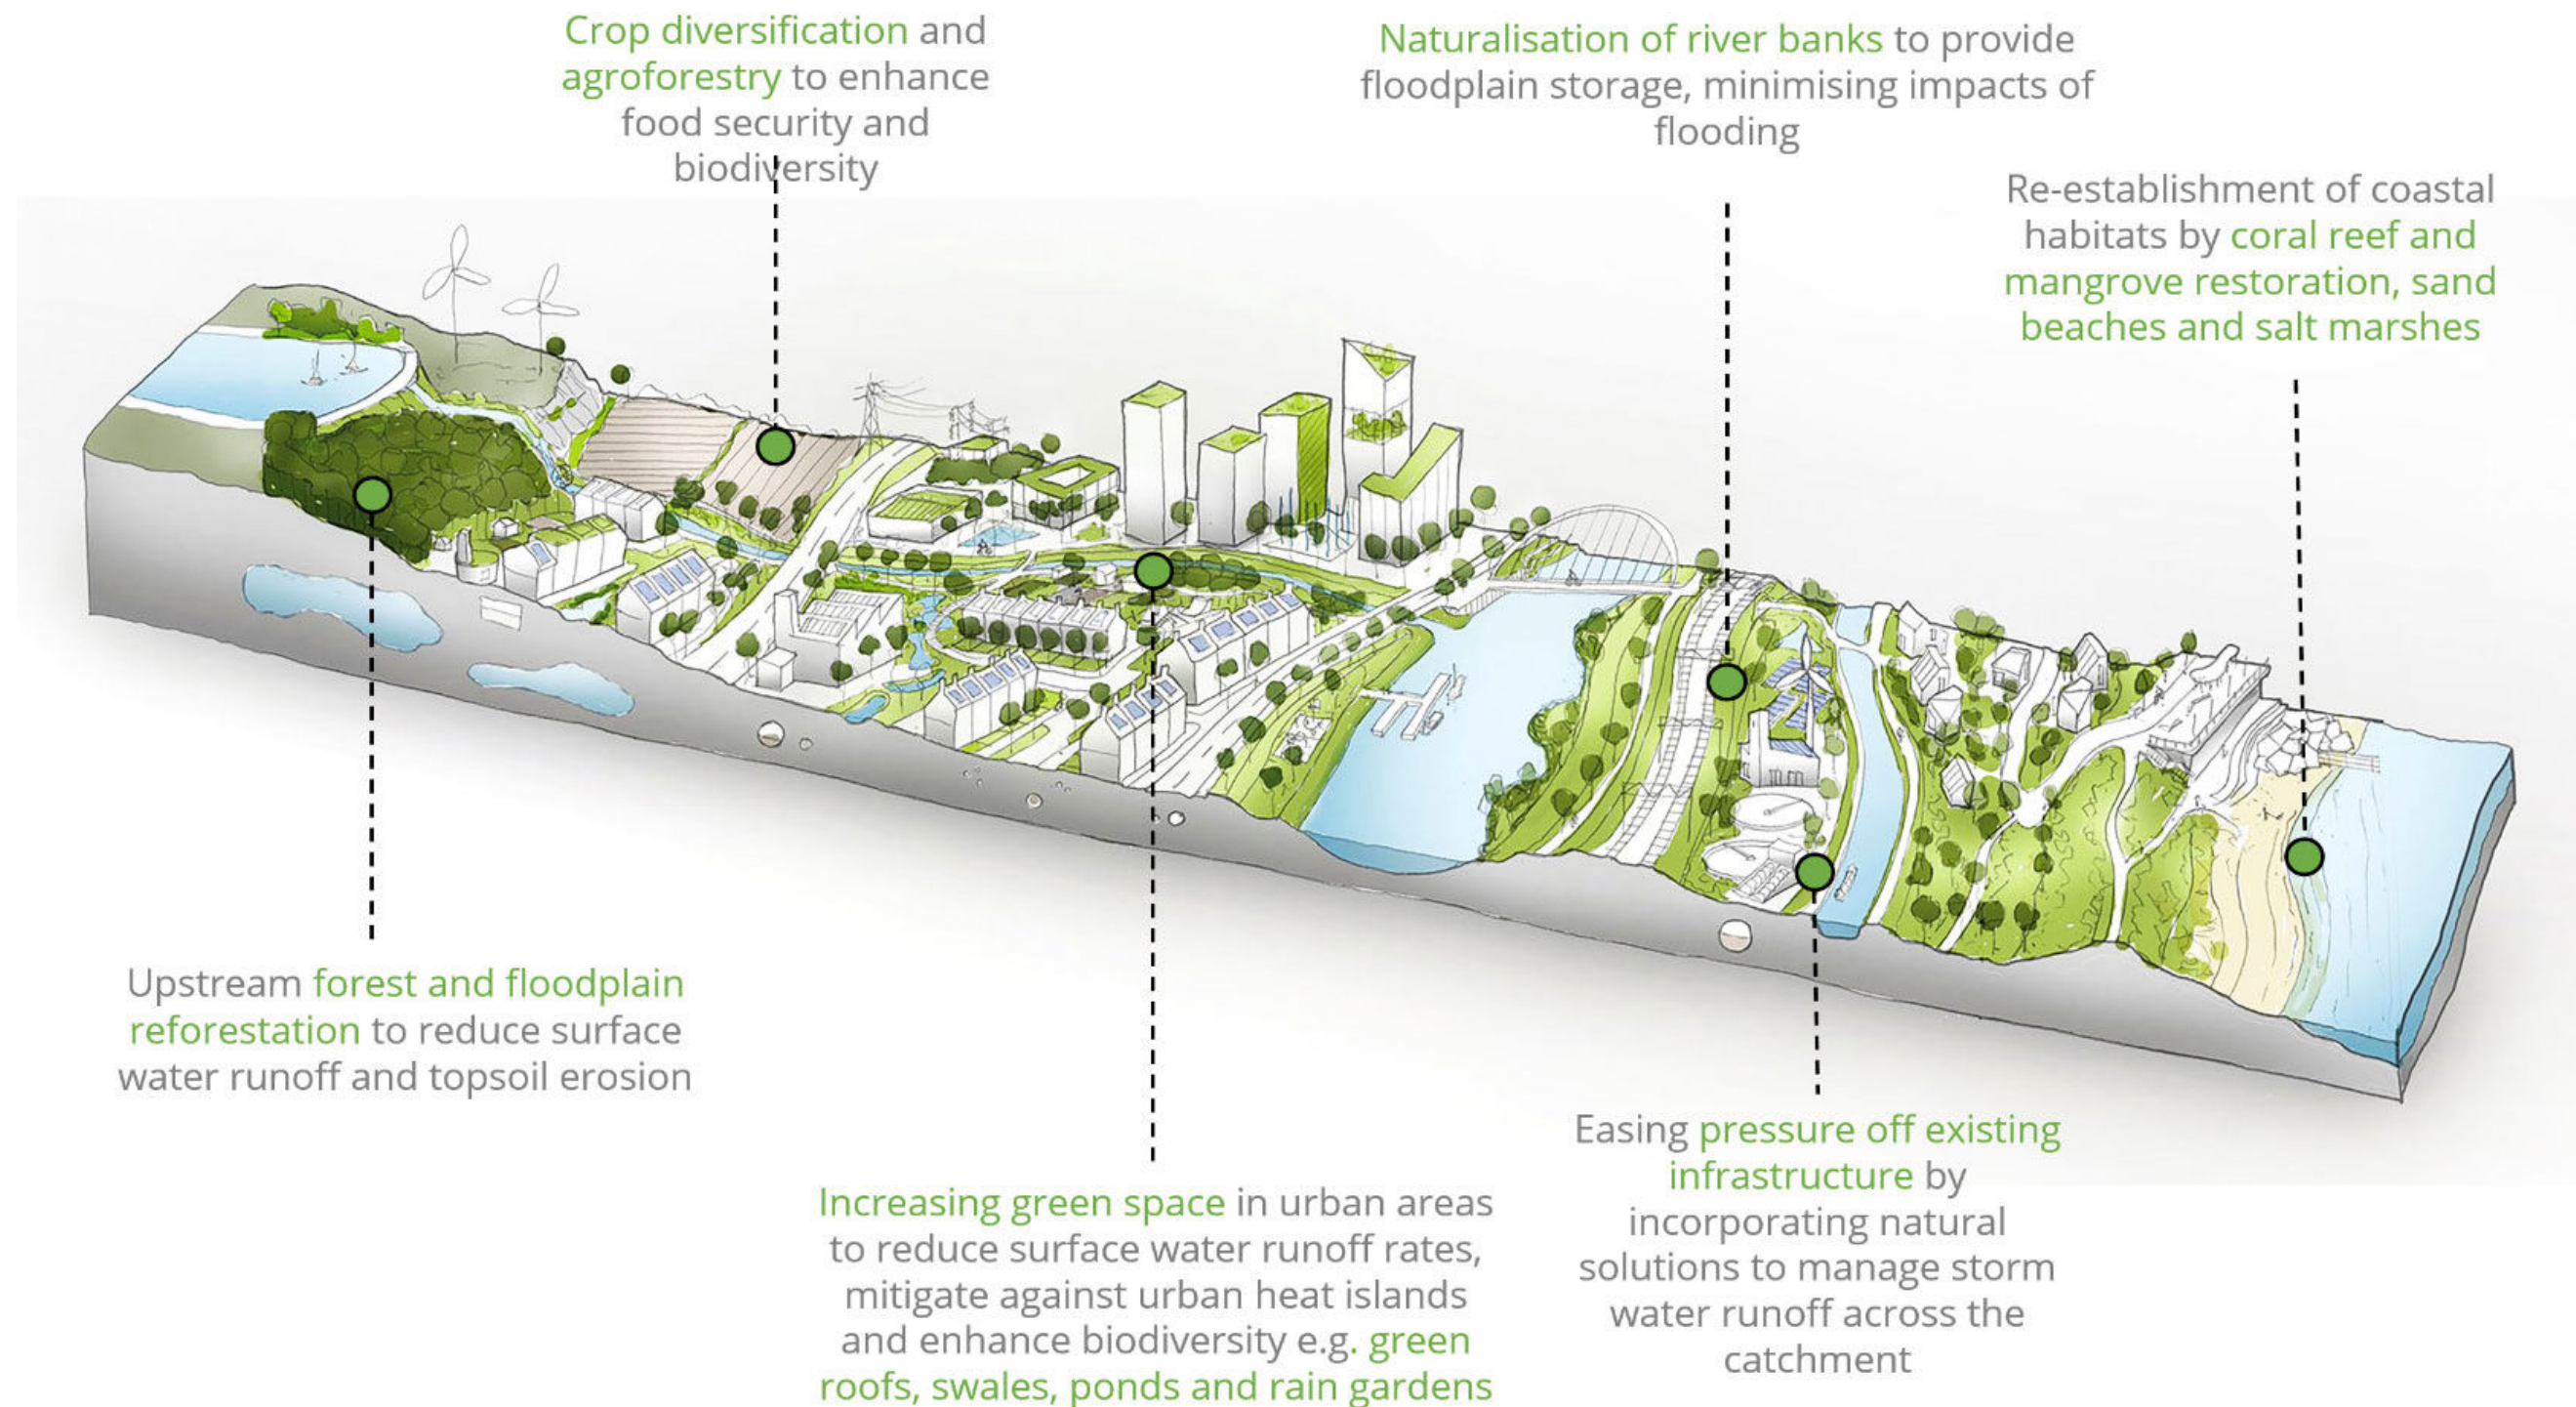 Crop diversification and
agroforestry to enhance
food security and
biodiversity
Naturalisation of river banks to provide
floodplain storage, minimising impacts of
flooding
Re-establishment of coastal
habitats by coral reef and
mangrove restoration, sand
beaches and salt marshes
Upstream forest and floodplain
reforestation to reduce surface
water runoff and topsoil erosion
Increasing green space in urban areas
to reduce surface water runoff rates,
mitigate against urban heat islands
and enhance biodiversity e.g. green
roofs, swales, ponds and rain gardens
Easing pressure off existing
infrastructure by
incorporating natural
solutions to manage storm
water runoff across the
catchment